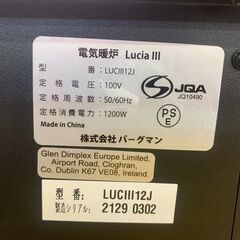 電気暖炉 Lucia III
型 番: LUCIII12J
定 格 電 圧: 100V
定 格 周 波 数: 50/60Hz
定格消費電力: 1200W
Made in China
JQA
JQ10490
PSE
株式会社 バーグマン
Glen Dimplex Europe Limited,
Airport Road, Cloghran,
Co. Dublin K67 VE08, Ireland
型 番: LUCIII12J
製造シリアル: 2129 0302